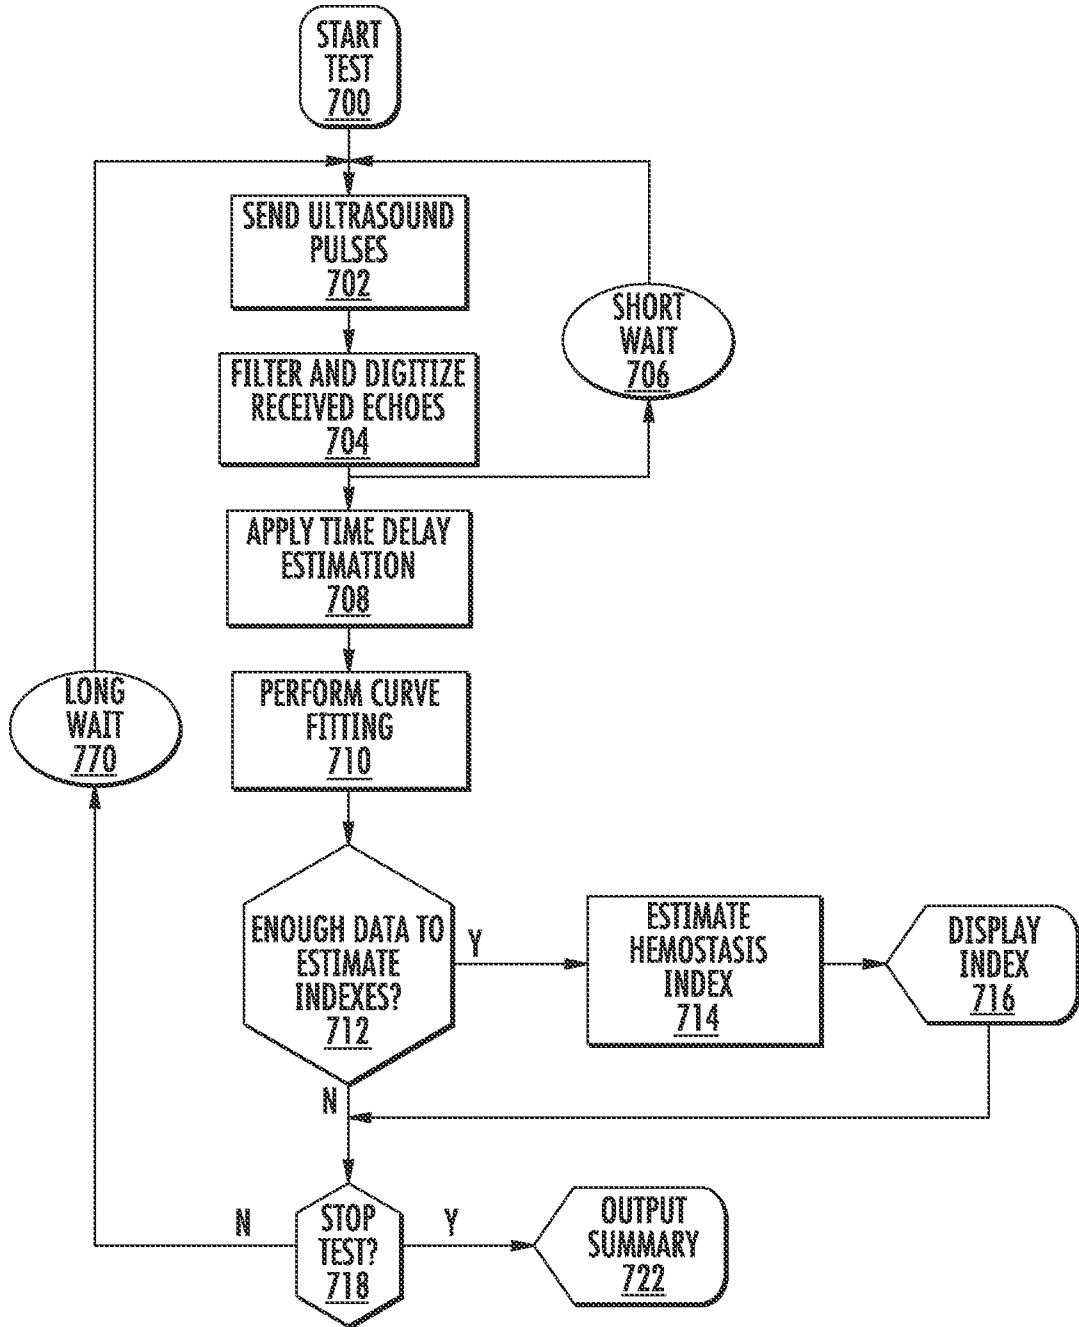 START
TEST
700
SEND ULTRASOUND
PULSES
702
SHORT
WAIT
706
FILTER AND DIGITIZE
RECEIVED ECHOES
704
APPLY TIME DELAY
ESTIMATION
708
LONG
WAIT
770
PERFORM CURVE
FITTING
710
ENOUGH DATA TO
ESTIMATE
INDEXES?
712
Y
ESTIMATE
HEMOSTASIS
INDEX
714
DISPLAY
INDEX
716
N
STOP
TEST?
718
N
Y
OUTPUT
SUMMARY
722